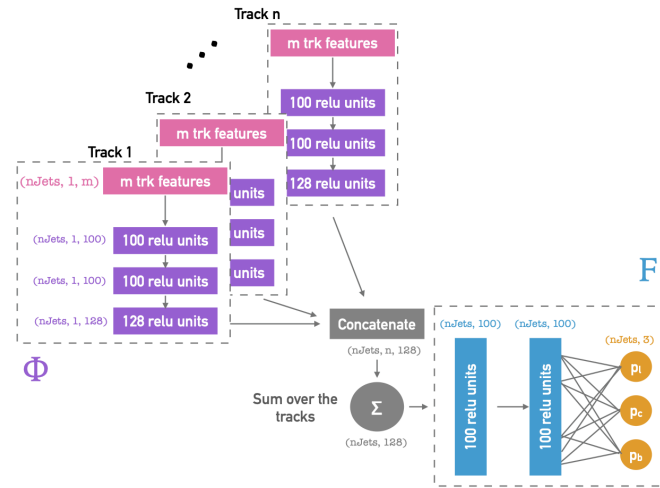 Track n
m trk features
100 relu units
100 relu units
128 relu units
Track 2
m trk features
units
units
units
Track 1
(nJets, 1, m)
m trk features
(nJets, 1, 100)
100 relu units
(nJets, 1, 100)
100 relu units
(nJets, 1, 128)
128 relu units
Φ
Concatenate
(nJets, n, 128)
Sum over the
tracks
Σ
(nJets, 128)
F
(nJets, 100)
100 relu units
(nJets, 100)
100 relu units
(nJets, 3)
pl
pc
pb